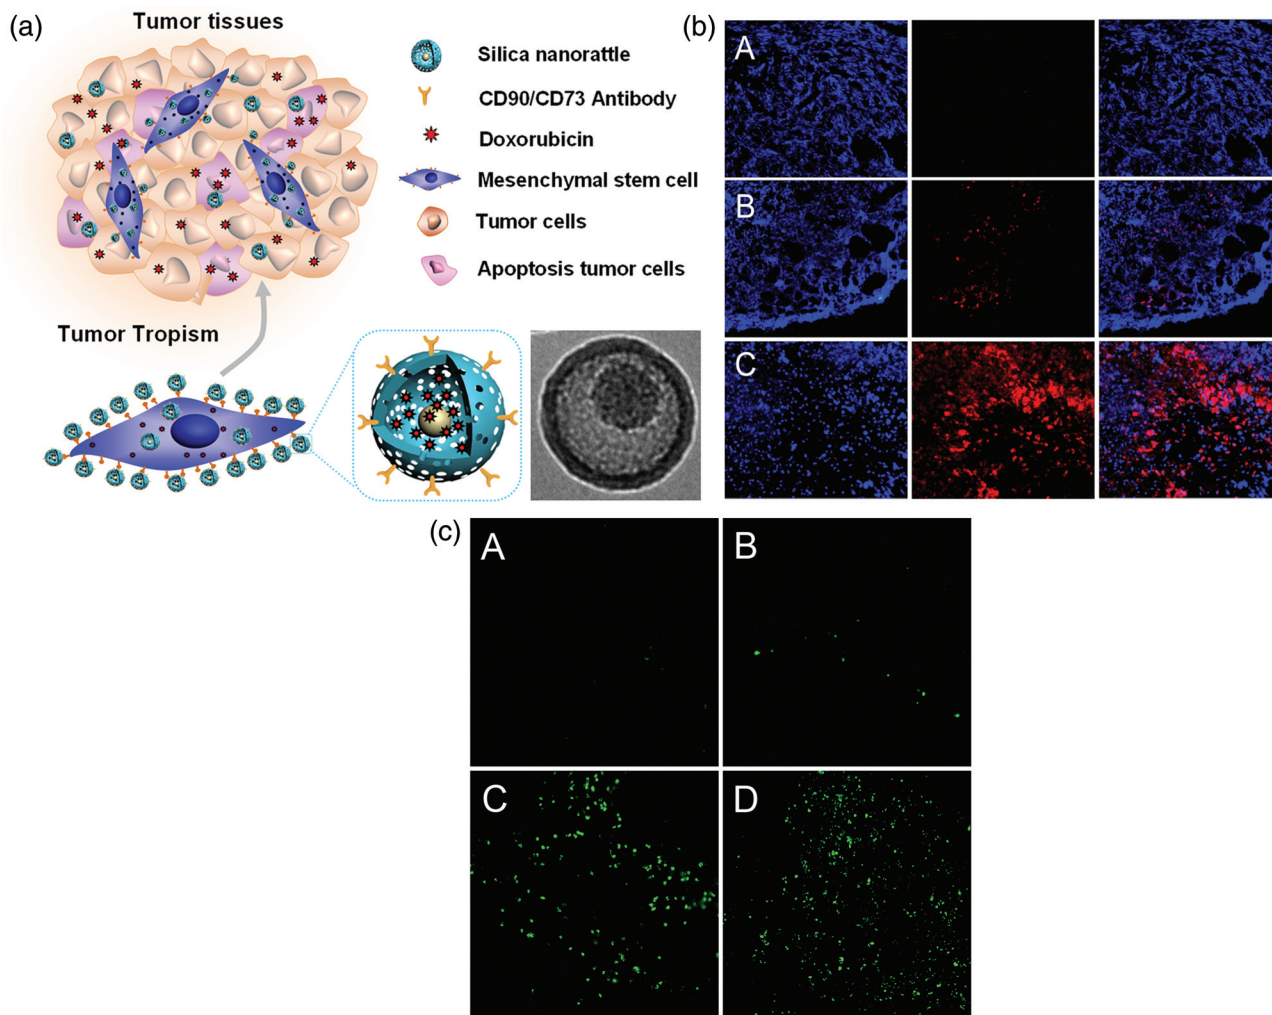 (a)
Tumor tissues
Silica nanorattle
CD90/CD73 Antibody
Doxorubicin
Mesenchymal stem cell
Tumor cells
Apoptosis tumor cells
Tumor Tropism
(b)
A
B
C
(c)
A
B
C
D